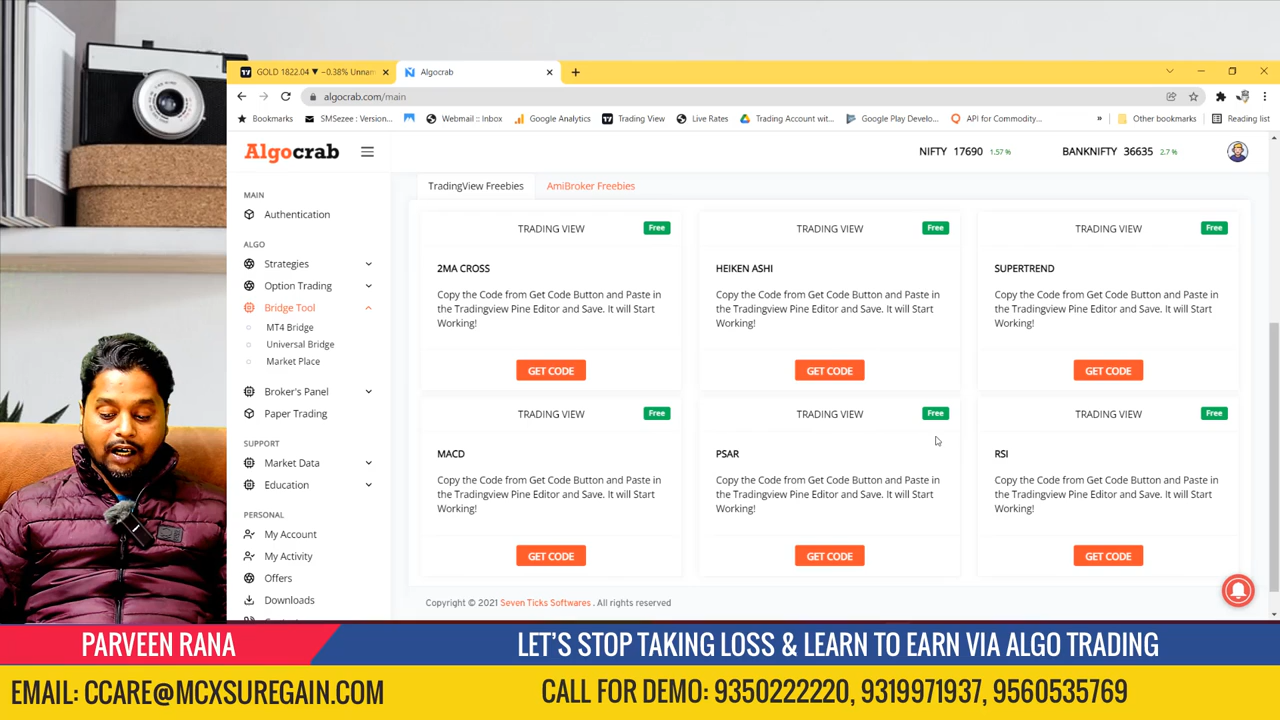 GOLD 1822.04 ▼ −0.38% Unnam
Algocrab
algocrab.com/main
Bookmarks
SMSezee : Version...
Webmail :: Inbox
Google Analytics
Trading View
Live Rates
Trading Account wit...
Google Play Develo...
API for Commodity...
»
Other bookmarks
Reading list
Algocrab
NIFTY 17690 1.57 %
BANKNIFTY 36635 2.7 %
MAIN
Authentication
ALGO
Strategies
Option Trading
Bridge Tool
MT4 Bridge
Universal Bridge
Market Place
Broker's Panel
Paper Trading
SUPPORT
Market Data
Education
PERSONAL
My Account
My Activity
Offers
Downloads
TradingView Freebies
AmiBroker Freebies
TRADING VIEW
Free
2MA CROSS
Copy the Code from Get Code Button and Paste in
the Tradingview Pine Editor and Save. It will Start
Working!
GET CODE
TRADING VIEW
Free
HEIKEN ASHI
Copy the Code from Get Code Button and Paste in
the Tradingview Pine Editor and Save. It will Start
Working!
GET CODE
TRADING VIEW
Free
SUPERTREND
Copy the Code from Get Code Button and Paste in
the Tradingview Pine Editor and Save. It will Start
Working!
GET CODE
TRADING VIEW
Free
MACD
Copy the Code from Get Code Button and Paste in
the Tradingview Pine Editor and Save. It will Start
Working!
GET CODE
TRADING VIEW
Free
PSAR
Copy the Code from Get Code Button and Paste in
the Tradingview Pine Editor and Save. It will Start
Working!
GET CODE
TRADING VIEW
Free
RSI
Copy the Code from Get Code Button and Paste in
the Tradingview Pine Editor and Save. It will Start
Working!
GET CODE
Copyright © 2021 Seven Ticks Softwares . All rights reserved
PARVEEN RANA
LET'S STOP TAKING LOSS & LEARN TO EARN VIA ALGO TRADING
EMAIL: CCARE@MCXSUREGAIN.COM
CALL FOR DEMO: 9350222220, 9319971937, 9560535769